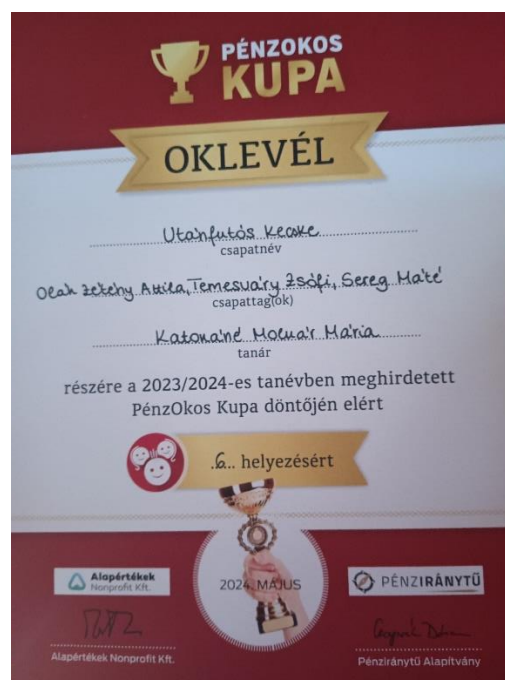 PÉNZOKOS
KUPA
OKLEVÉL
Utánfutós Kecske
csapatnév
Oláh Zekéhy Attila, Temesváry Zsófi, Sereg Máté
csapattag(ok)
Katonáné Molnár Mária
tanár
részére a 2023/2024-es tanévben meghirdetett
PénzOkos Kupa döntőjén elért
.6.. helyezésért
2024. MÁJUS
Alapértékek
Nonprofit Kft.
PÉNZIRÁNYTŰ
Alapértékek Nonprofit Kft.
Pénziránytű Alapítvány